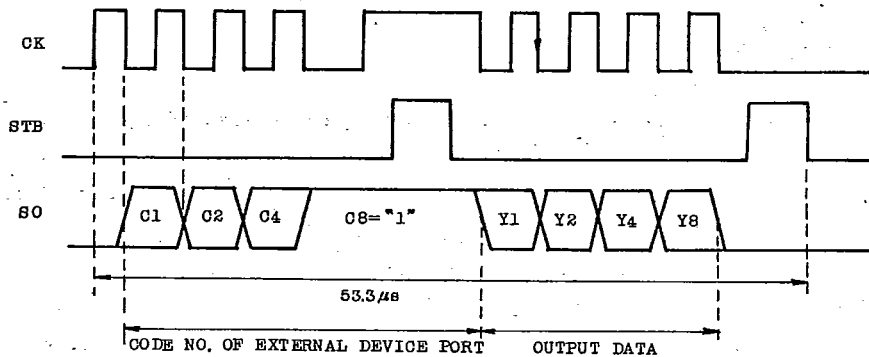 CK
STB
SO C1 C2 C4 C8="1" Y1 Y2 Y4 Y8
53.3μs
CODE NO. OF EXTERNAL DEVICE PORT OUTPUT DATA